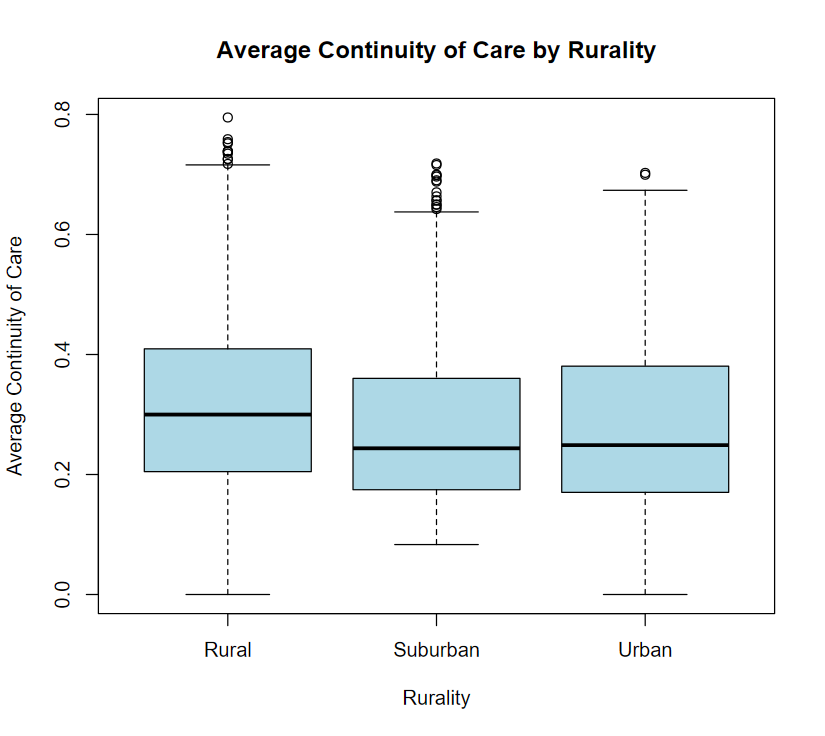 Average Continuity of Care by Rurality
Average Continuity of Care
0.8
0.6
0.4
0.2
0.0
Rural Suburban Urban
Rurality